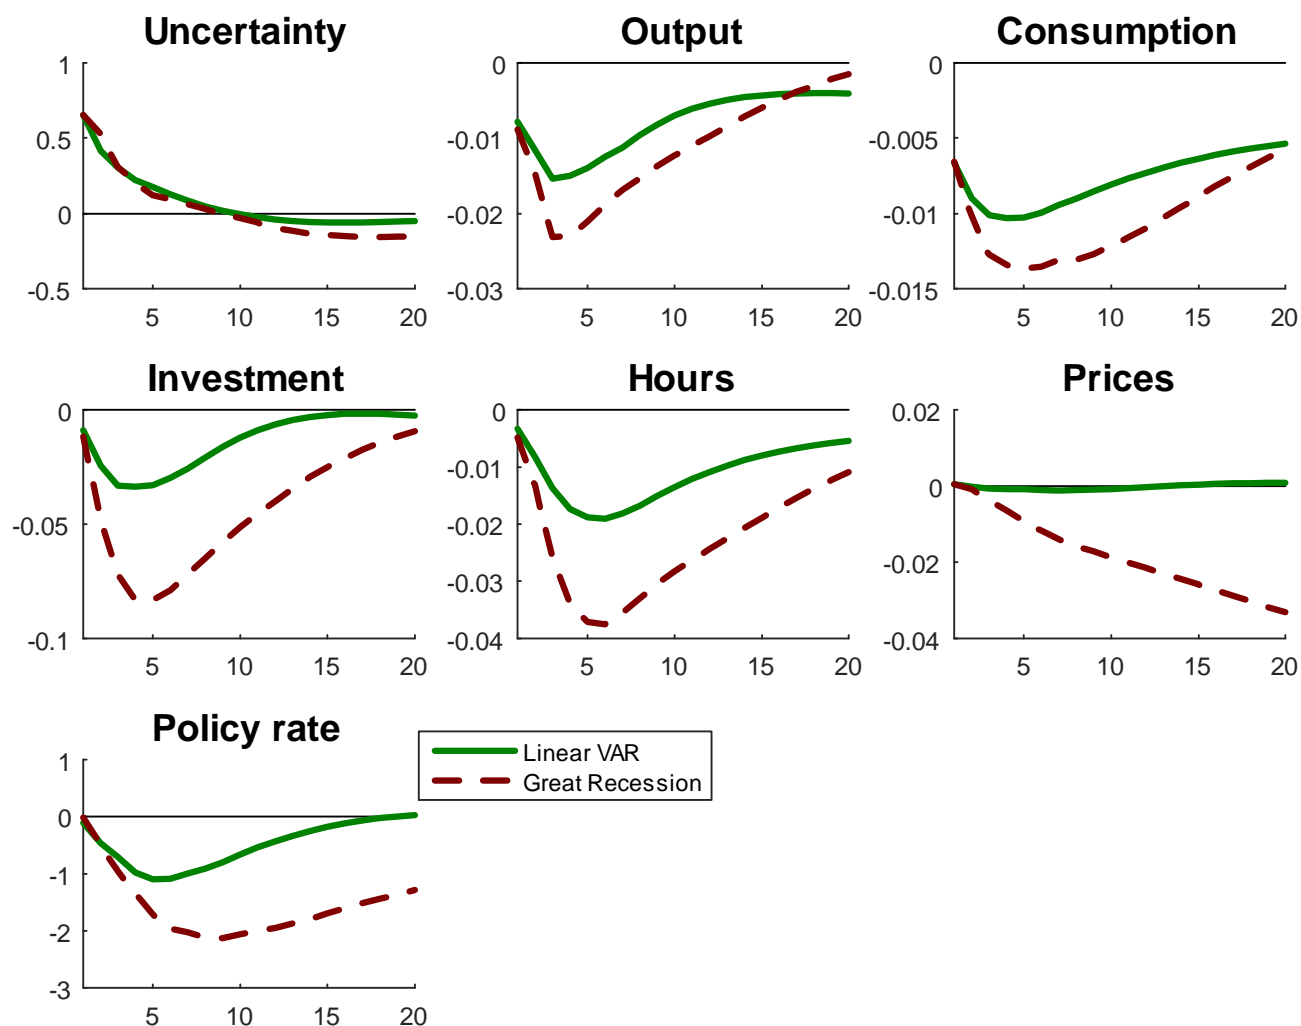 Uncertainty
1
0.5
0
-0.5
5 10 15 20
Output
0
-0.01
-0.02
-0.03
5 10 15 20
Consumption
0
-0.005
-0.01
-0.015
5 10 15 20
Investment
0
-0.05
-0.1
5 10 15 20
Hours
0
-0.01
-0.02
-0.03
-0.04
5 10 15 20
Prices
0.02
0
-0.02
-0.04
5 10 15 20
Policy rate
1
0
-1
-2
-3
5 10 15 20
Linear VAR
Great Recession